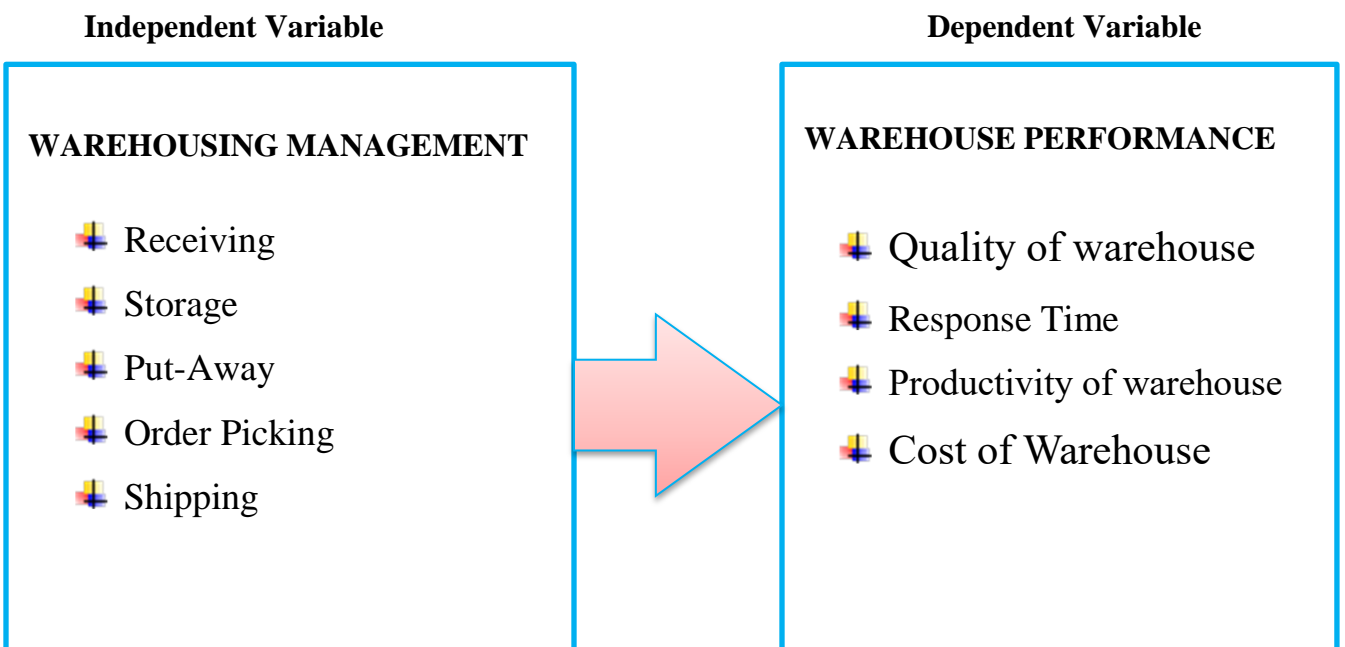 Independent Variable
Dependent Variable
WAREHOUSING MANAGEMENT
Receiving
Storage
Put-Away
Order Picking
Shipping
WAREHOUSE PERFORMANCE
Quality of warehouse
Response Time
Productivity of warehouse
Cost of Warehouse